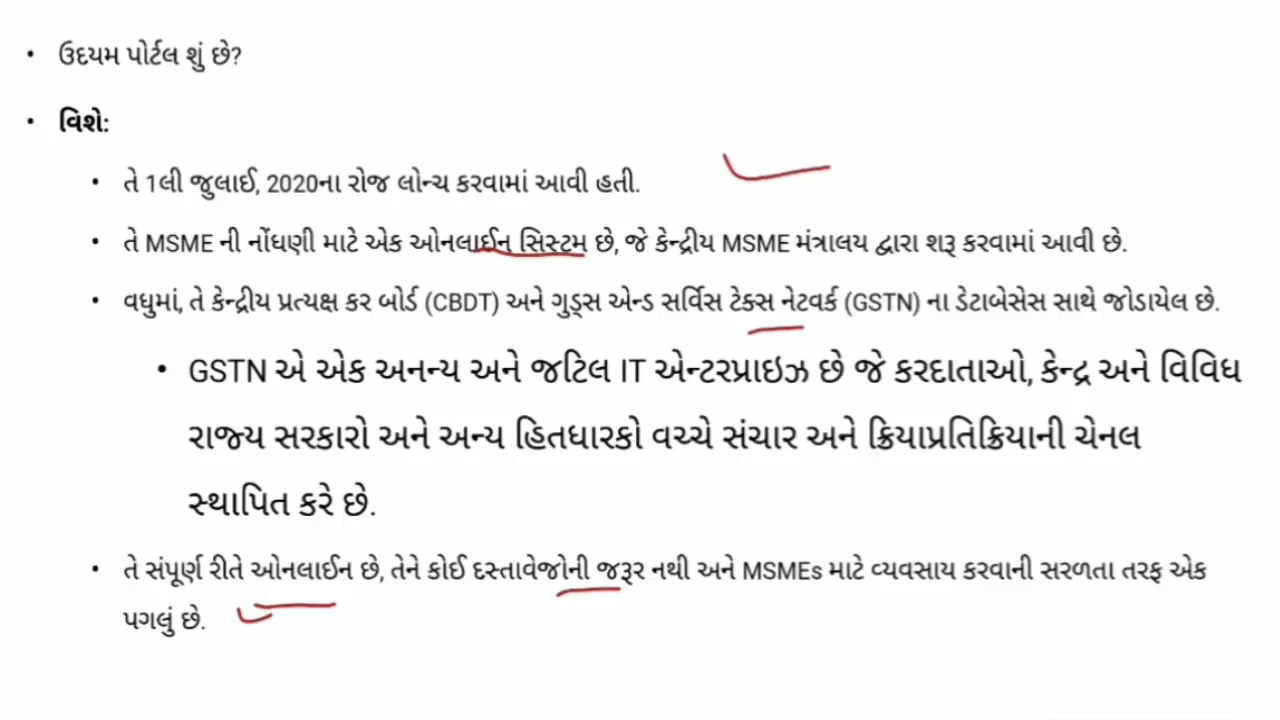 • ઉદયમ પોર્ટલ શું છે?
• વિશે:
• તે 1લી જુલાઈ, 2020ના રોજ લોન્ચ કરવામાં આવી હતી.
• તે MSME ની નોંધણી માટે એક ઓનલાઈન સિસ્ટમ છે, જે કેન્દ્રીય MSME મંત્રાલય દ્વારા શરૂ કરવામાં આવી છે.
• વધુમાં, તે કેન્દ્રીય પ્રત્યક્ષ કર બોર્ડ (CBDT) અને ગુડ્સ એન્ડ સર્વિસ ટેક્સ નેટવર્ક (GSTN) ના ડેટાબેસેસ સાથે જોડાયેલ છે.
• GSTN એ એક અનન્ય અને જટિલ IT એન્ટરપ્રાઇઝ છે જે કરદાતાઓ, કેન્દ્ર અને વિવિધ
રાજ્ય સરકારો અને અન્ય હિતધારકો વચ્ચે સંચાર અને ક્રિયાપ્રતિક્રિયાની ચેનલ
સ્થાપિત કરે છે.
• તે સંપૂર્ણ રીતે ઓનલાઈન છે, તેને કોઈ દસ્તાવેજોની જરૂર નથી અને MSMEs માટે વ્યવસાય કરવાની સરળતા તરફ એક
પગલું છે.